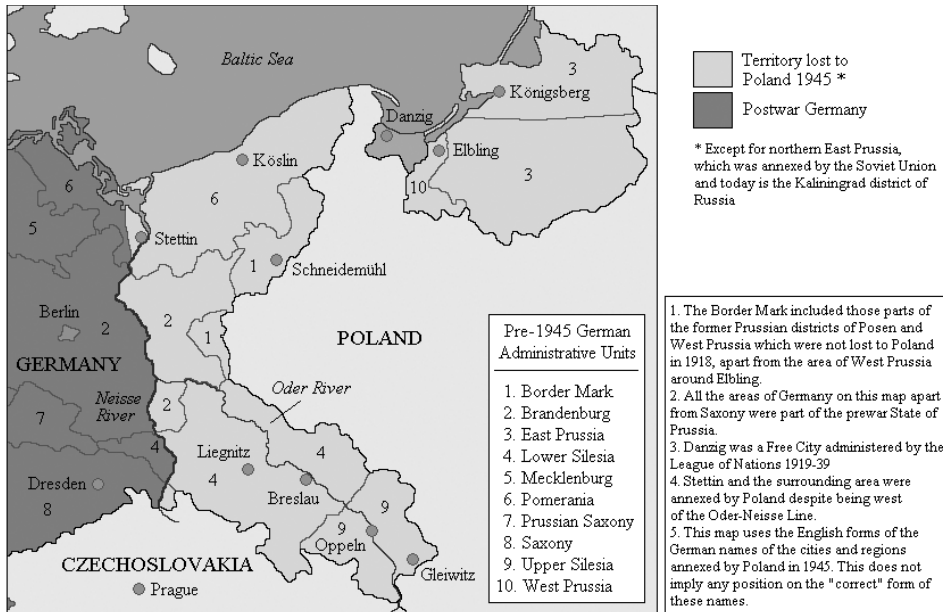 Baltic Sea
3
Königsberg
Danzig
Elbling
Köslin
10
3
6
6
5
Stettin
1
Schneidemühl
Berlin
2
2
1
POLAND
GERMANY
Neisse
River
2
Oder River
7
4
Liegnitz
4
4
Breslau
Dresden
8
9
9
Oppeln
Gleiwitz
CZECHOSLOVAKIA
Prague
Territory lost to
Poland 1945 *
Postwar Germany
* Except for northern East Prussia,
which was annexed by the Soviet Union
and today is the Kaliningrad district of
Russia
Pre-1945 German
Administrative Units
1. Border Mark
2. Brandenburg
3. East Prussia
4. Lower Silesia
5. Mecklenburg
6. Pomerania
7. Prussian Saxony
8. Saxony
9. Upper Silesia
10. West Prussia
1. The Border Mark included those parts
of the former Prussian districts of Posen and
West Prussia which were not lost to Poland
in 1918, apart from the area of West Prussia
around Elbling.
2. All the areas of Germany on this map apart
from Saxony were part of the prewar State of
Prussia.
3. Danzig was a Free City administered by the
League of Nations 1919-39
4. Stettin and the surrounding area were
annexed by Poland despite being west
of the Oder-Neisse Line.
5. This map uses the English forms of the
German names of the cities and regions
annexed by Poland in 1945. This does not
imply any position on the "correct" form of
these names.